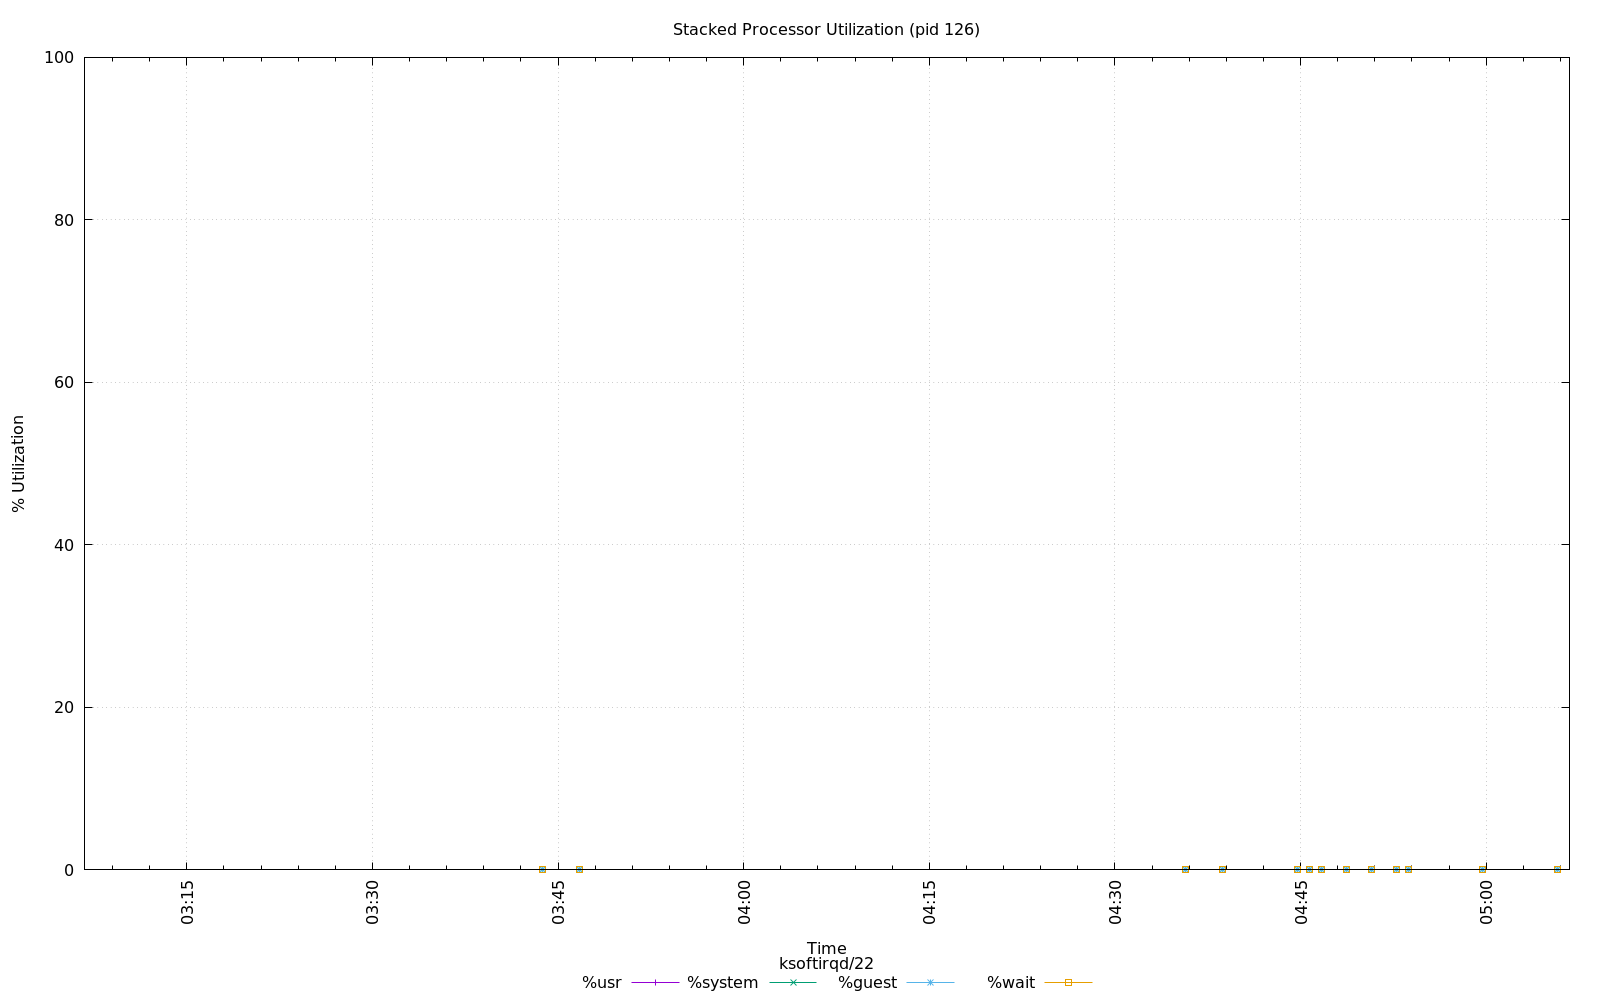 Stacked Processor Utilization (pid 126)
100
80
60
40
20
0
% Utilization
03:15
03:30
03:45
04:00
04:15
04:30
04:45
05:00
Time
ksoftirqd/22
%usr %system %guest %wait